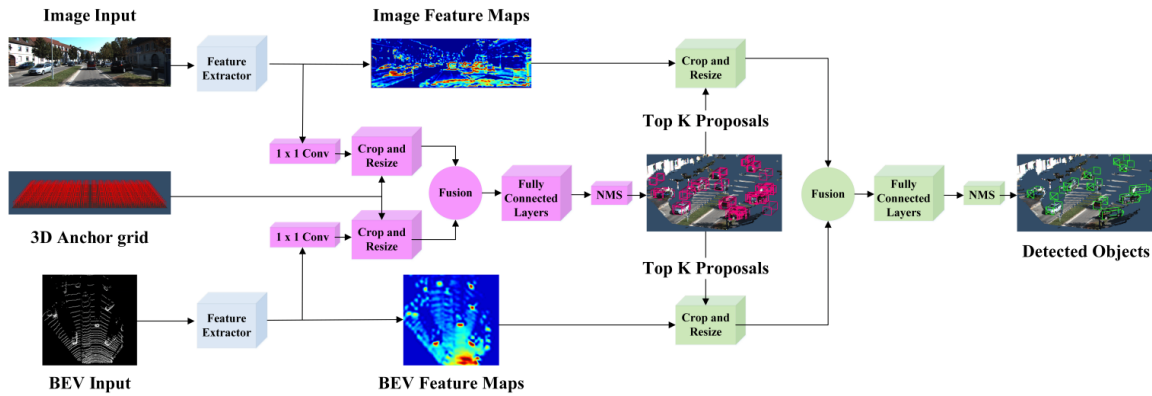 Image Input
Image Feature Maps
Feature
Extractor
Crop and
Resize
Top K Proposals
1 x 1 Conv
Crop and
Resize
Fusion
Fully
Connected
Layers
NMS
Fusion
Fully
Connected
Layers
NMS
3D Anchor grid
1 x 1 Conv
Crop and
Resize
Detected Objects
Top K Proposals
Feature
Extractor
Crop and
Resize
BEV Input
BEV Feature Maps